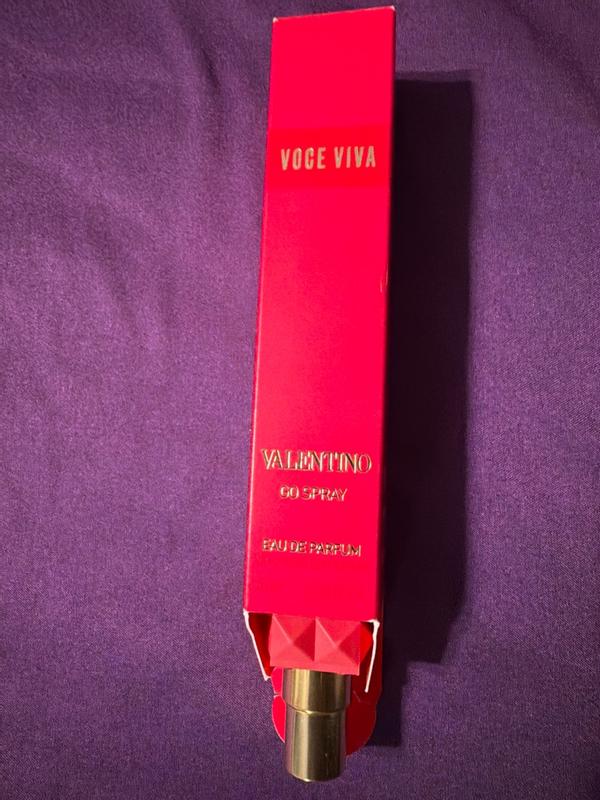 VOCE VIVA
VALENTINO
GO SPRAY
EAU DE PARFUM